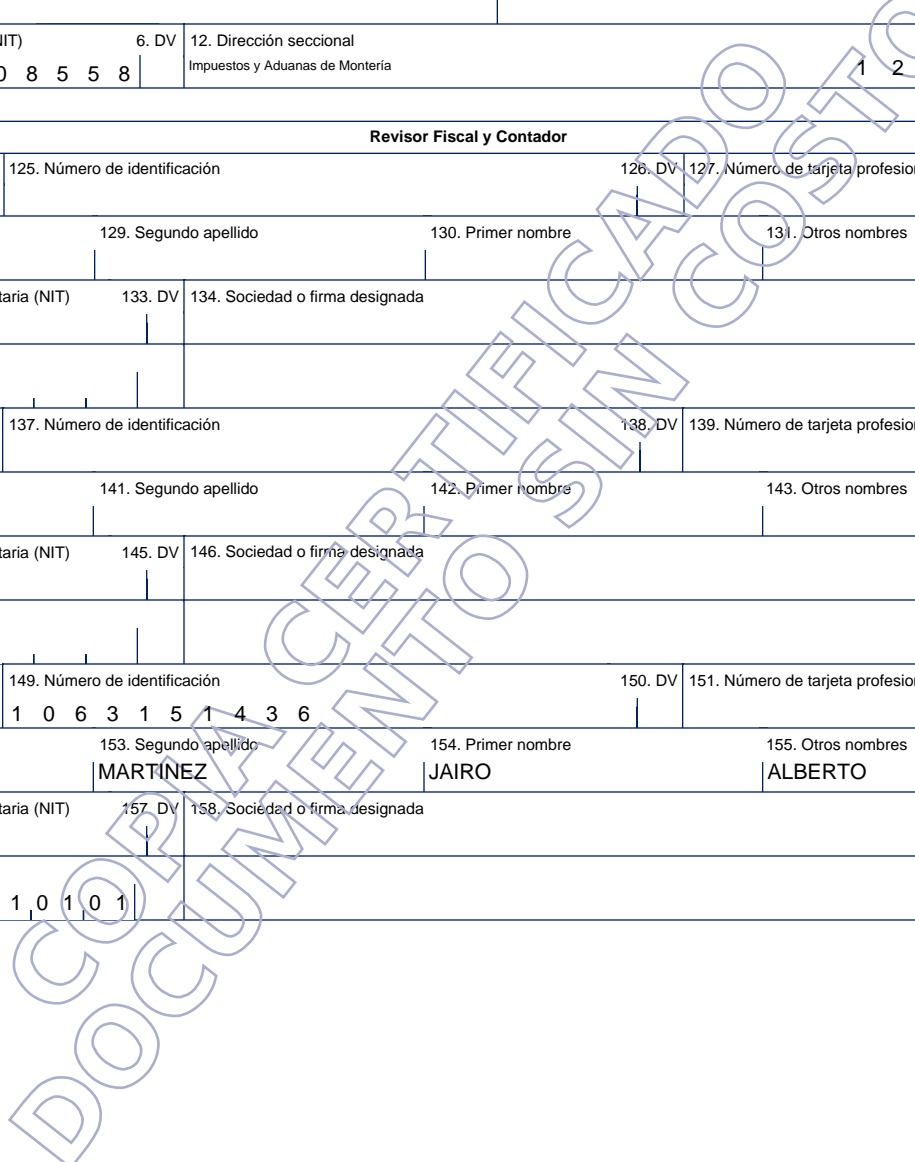 NIT) 6. DV 12. Dirección seccional
0 8 5 5 8 Impuestos y Aduanas de Montería 1 2
Revisor Fiscal y Contador
125. Número de identificación 126. DV 127. Número de tarjeta profesion
129. Segundo apellido 130. Primer nombre 131. Otros nombres
taria (NIT) 133. DV 134. Sociedad o firma designada
137. Número de identificación 138. DV 139. Número de tarjeta profesion
141. Segundo apellido 142. Primer nombre 143. Otros nombres
taria (NIT) 145. DV 146. Sociedad o firma designada
149. Número de identificación 150. DV 151. Número de tarjeta profesion
1 0 6 3 1 5 1 4 3 6
153. Segundo apellido 154. Primer nombre 155. Otros nombres
MARTINEZ JAIRO ALBERTO
taria (NIT) 157. DV 158. Sociedad o firma designada
1 0 1 0 1
COPIA CERTIFICADO
DOCUMENTO SIN COSTO